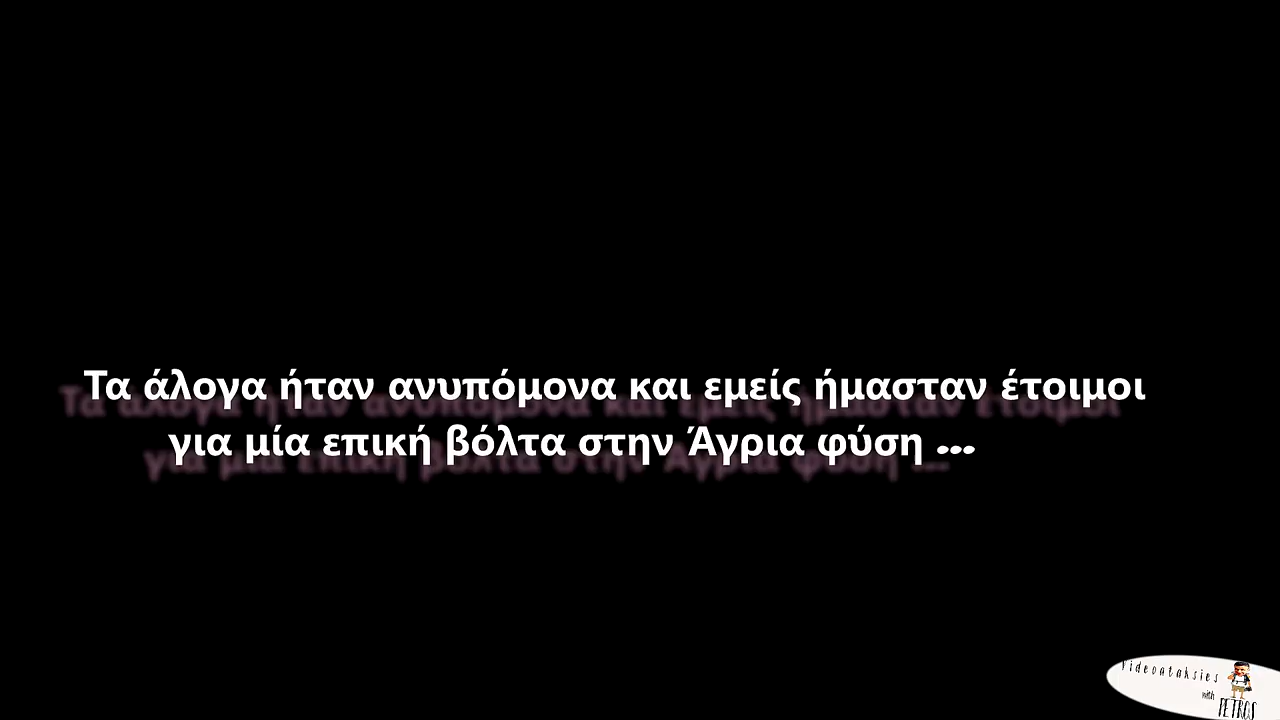 Τα άλογα ήταν ανυπόμονα και εμείς ήμασταν έτοιμοι
για μία επική βόλτα στην Άγρια φύση ...
Videoataksies
with
PETROS